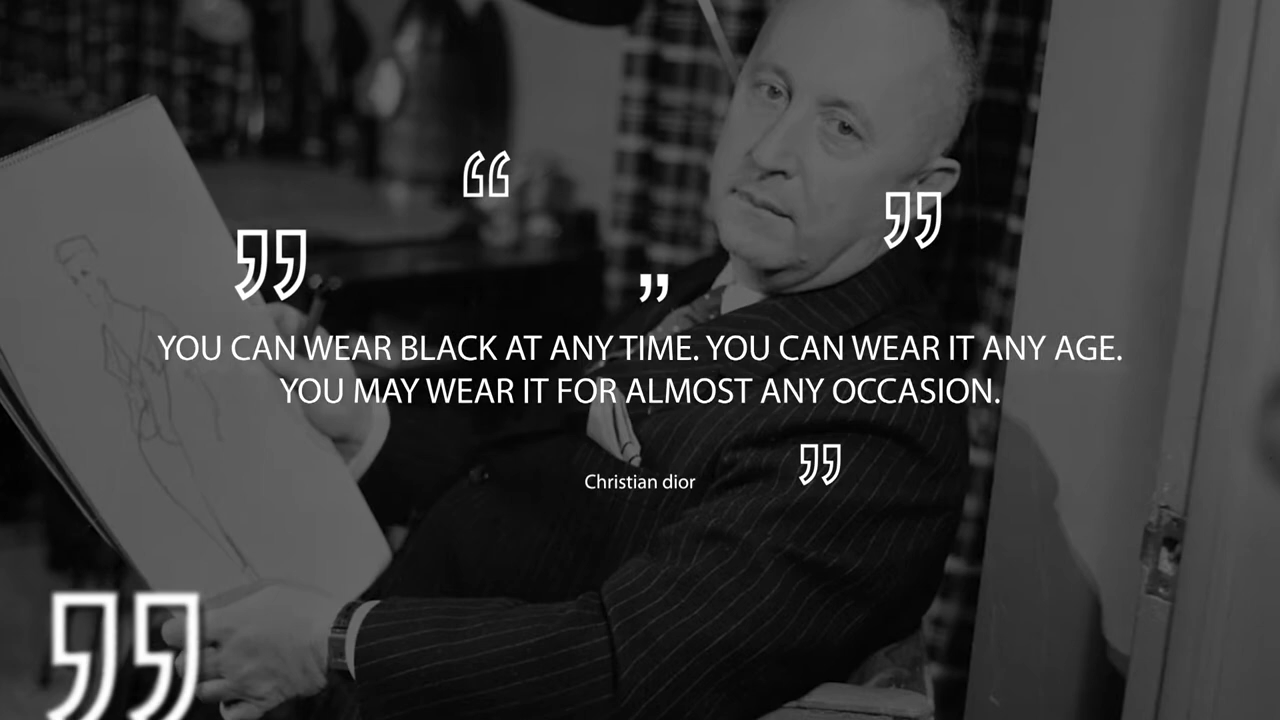 YOU CAN WEAR BLACK AT ANY TIME. YOU CAN WEAR IT ANY AGE.
YOU MAY WEAR IT FOR ALMOST ANY OCCASION.
Christian dior